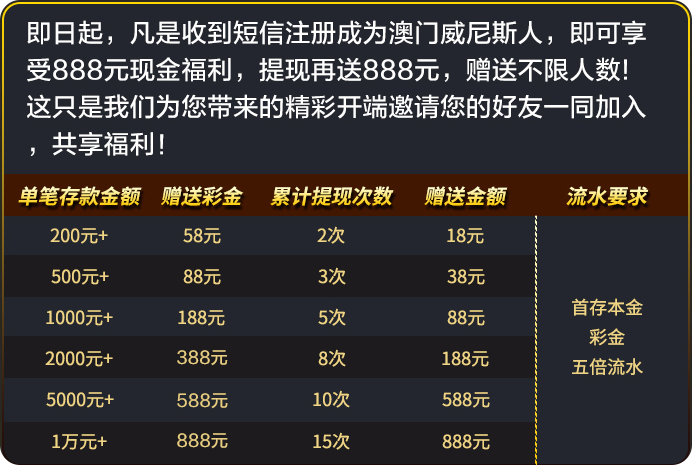 即日起，凡是收到短信注册成为澳门威尼斯人，即可享
受888元现金福利，提现再送888元，赠送不限人数!
这只是我们为您带来的精彩开端邀请您的好友一同加入
，共享福利！
单笔存款金额 赠送彩金 累计提现次数 赠送金额 流水要求
200元+ 58元 2次 18元
500元+ 88元 3次 38元
1000元+ 188元 5次 88元
2000元+ 388元 8次 188元
5000元+ 588元 10次 588元
1万元+ 888元 15次 888元
首存本金
彩金
五倍流水